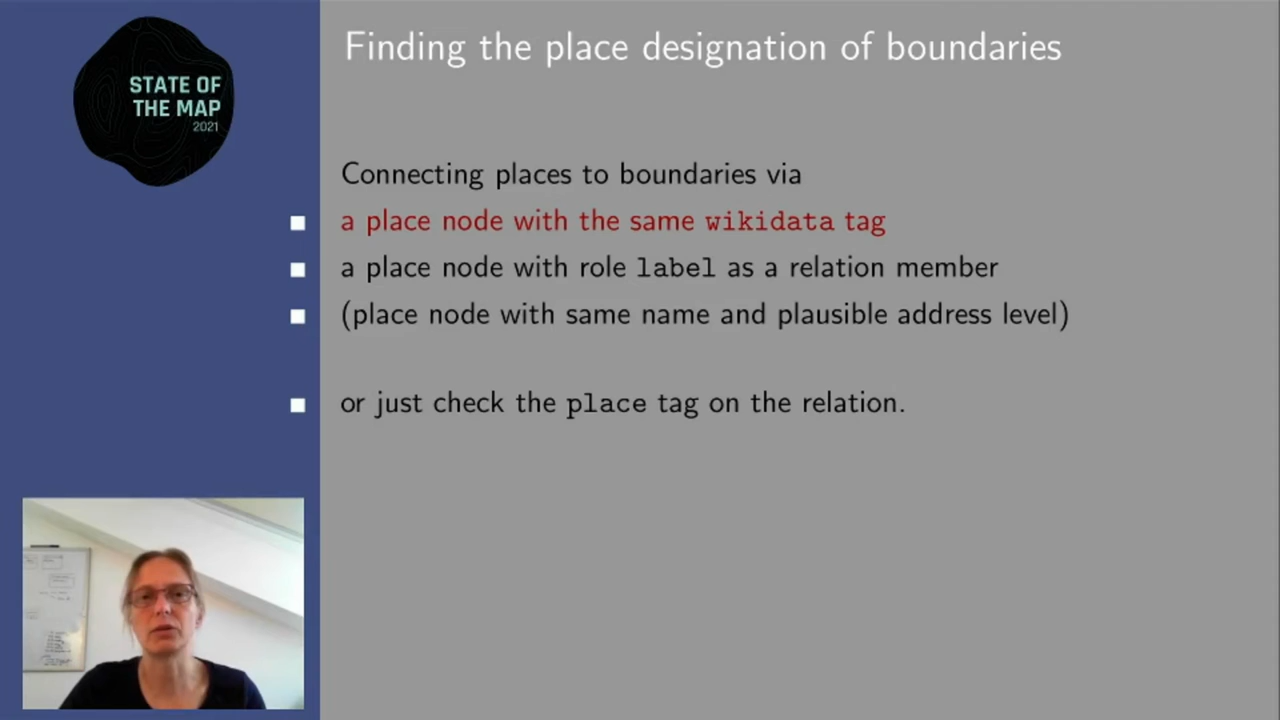 STATE OF
THE MAP
2021
Finding the place designation of boundaries
Connecting places to boundaries via
a place node with the same wikidata tag
a place node with role label as a relation member
(place node with same name and plausible address level)
or just check the place tag on the relation.